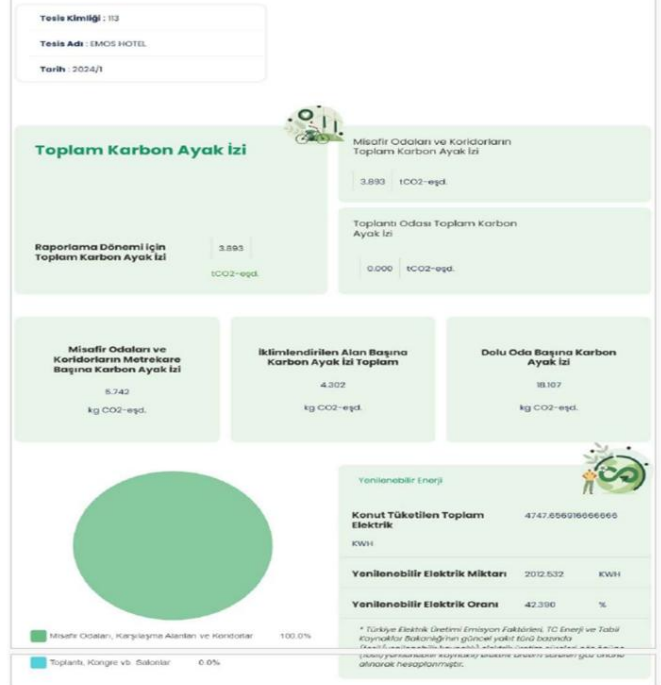 Tesis Kimliği : 113
Tesis Adı : EMOS HOTEL
Tarih : 2024/1
Toplam Karbon Ayak İzi
Raporlama Dönemi için
Toplam Karbon Ayak İzi
3.893
tCO2-eşd.
Misafir Odaları ve Koridorların
Toplam Karbon Ayak İzi
3.893 tCO2-eşd.
Toplantı Odası Toplam Karbon
Ayak İzi
0.000 tCO2-eşd.
Misafir Odaları ve
Koridorların Metrekare
Başına Karbon Ayak İzi
5.742
kg CO2-eşd.
İklimlendirilen Alan Başına
Karbon Ayak İzi Toplam
4.302
kg CO2-eşd.
Dolu Oda Başına Karbon
Ayak İzi
18.107
kg CO2-eşd.
Misafir Odaları, Karşılaşma Alanları ve Koridorlar 100.0%
Toplantı, Kongre vb. Salonlar 0.0%
Yenilenebilir Enerji
Konut Tüketilen Toplam
Elektrik
4747.656916666666
KWH
Yenilenebilir Elektrik Miktarı 2012.532 KWH
Yenilenebilir Elektrik Oranı 42.390 %
* Türkiye Elektrik Üretimi Emisyon Faktörleri, TC Enerji ve Tabii
Kaynaklar Bakanlığı'nın güncel yakıt türü bazında
alınarak hesaplanmıştır.